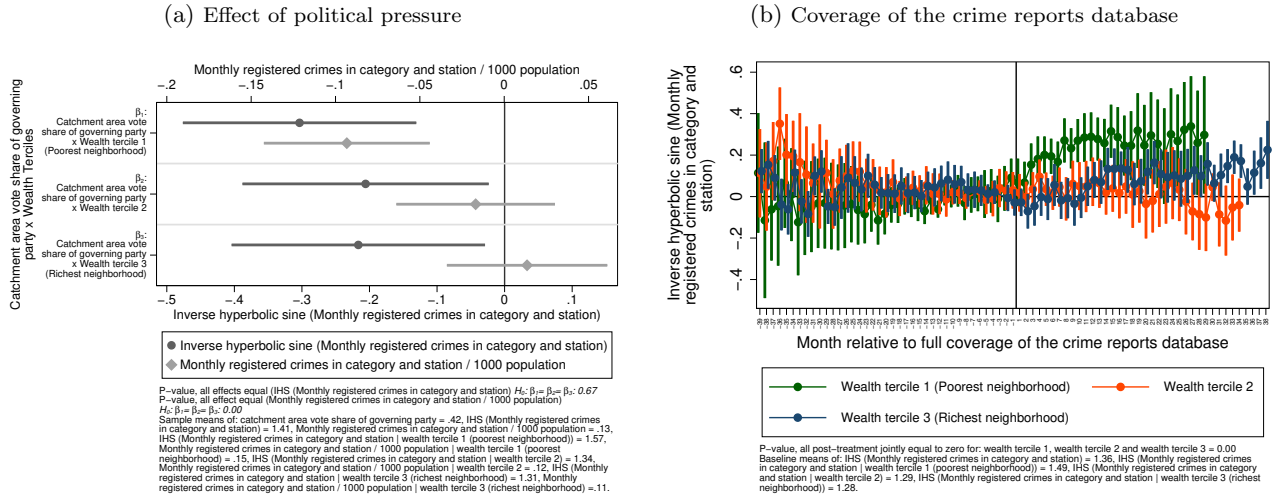 (a) Effect of political pressure
Monthly registered crimes in category and station / 1000 population
-.2 -.15 -.1 -.05 0 .05
Catchment area vote share of governing
party x Wealth Terciles
β₁:
Catchment area vote
share of governing party
x Wealth tercile 1
(Poorest neighborhood)
β₂:
Catchment area vote
share of governing party
x Wealth tercile 2
β₃:
Catchment area vote
share of governing party
x Wealth tercile 3
(Richest neighborhood)
-.5 -.4 -.3 -.2 -.1 0 .1
Inverse hyperbolic sine (Monthly registered crimes in category and station)
Inverse hyperbolic sine (Monthly registered crimes in category and station)
Monthly registered crimes in category and station / 1000 population
P-value, all effects equal (IHS (Monthly registered crimes in category and station) H₀: β₁= β₂= β₃: 0.67
P-value, all effect equal (Monthly registered crimes in category and station / 1000 population)
H₀: β₁= β₂= β₃: 0.00
Sample means of: catchment area vote share of governing party = .42, IHS (Monthly registered crimes
in category and station) = 1.41, Monthly registered crimes in category and station / 1000 population = .13,
IHS (Monthly registered crimes in category and station | wealth tercile 1 (poorest neighborhood)) = 1.57,
Monthly registered crimes in category and station / 1000 population | wealth tercile 1 (poorest
neighborhood) = .15, IHS (Monthly registered crimes in category and station | wealth tercile 2) = 1.34,
Monthly registered crimes in category and station / 1000 population | wealth tercile 2 = .12, IHS (Monthly
registered crimes in category and station | wealth tercile 3 (richest neighborhood) = 1.31, Monthly
registered crimes in category and station / 1000 population | wealth tercile 3 (richest neighborhood) =.11.
(b) Coverage of the crime reports database
Inverse hyperbolic sine (Monthly
registered crimes in category and
station)
.6
.4
.2
0
-.2
-.4
Month relative to full coverage of the crime reports database
Wealth tercile 1 (Poorest neighborhood) Wealth tercile 2
Wealth tercile 3 (Richest neighborhood)
P-value, all post-treatment jointly equal to zero for: wealth tercile 1, wealth tercile 2 and wealth tercile 3 = 0.00
Baseline means of: IHS (Monthly registered crimes in category and station) = 1.36, IHS (Monthly registered crimes
in category and station | wealth tercile 1 (poorest neighborhood)) = 1.49, IHS (Monthly registered crimes in category
and station | wealth tercile 2) = 1.29, IHS (Monthly registered crimes in category and station | wealth tercile 3 (richest
neighborhood)) = 1.28.